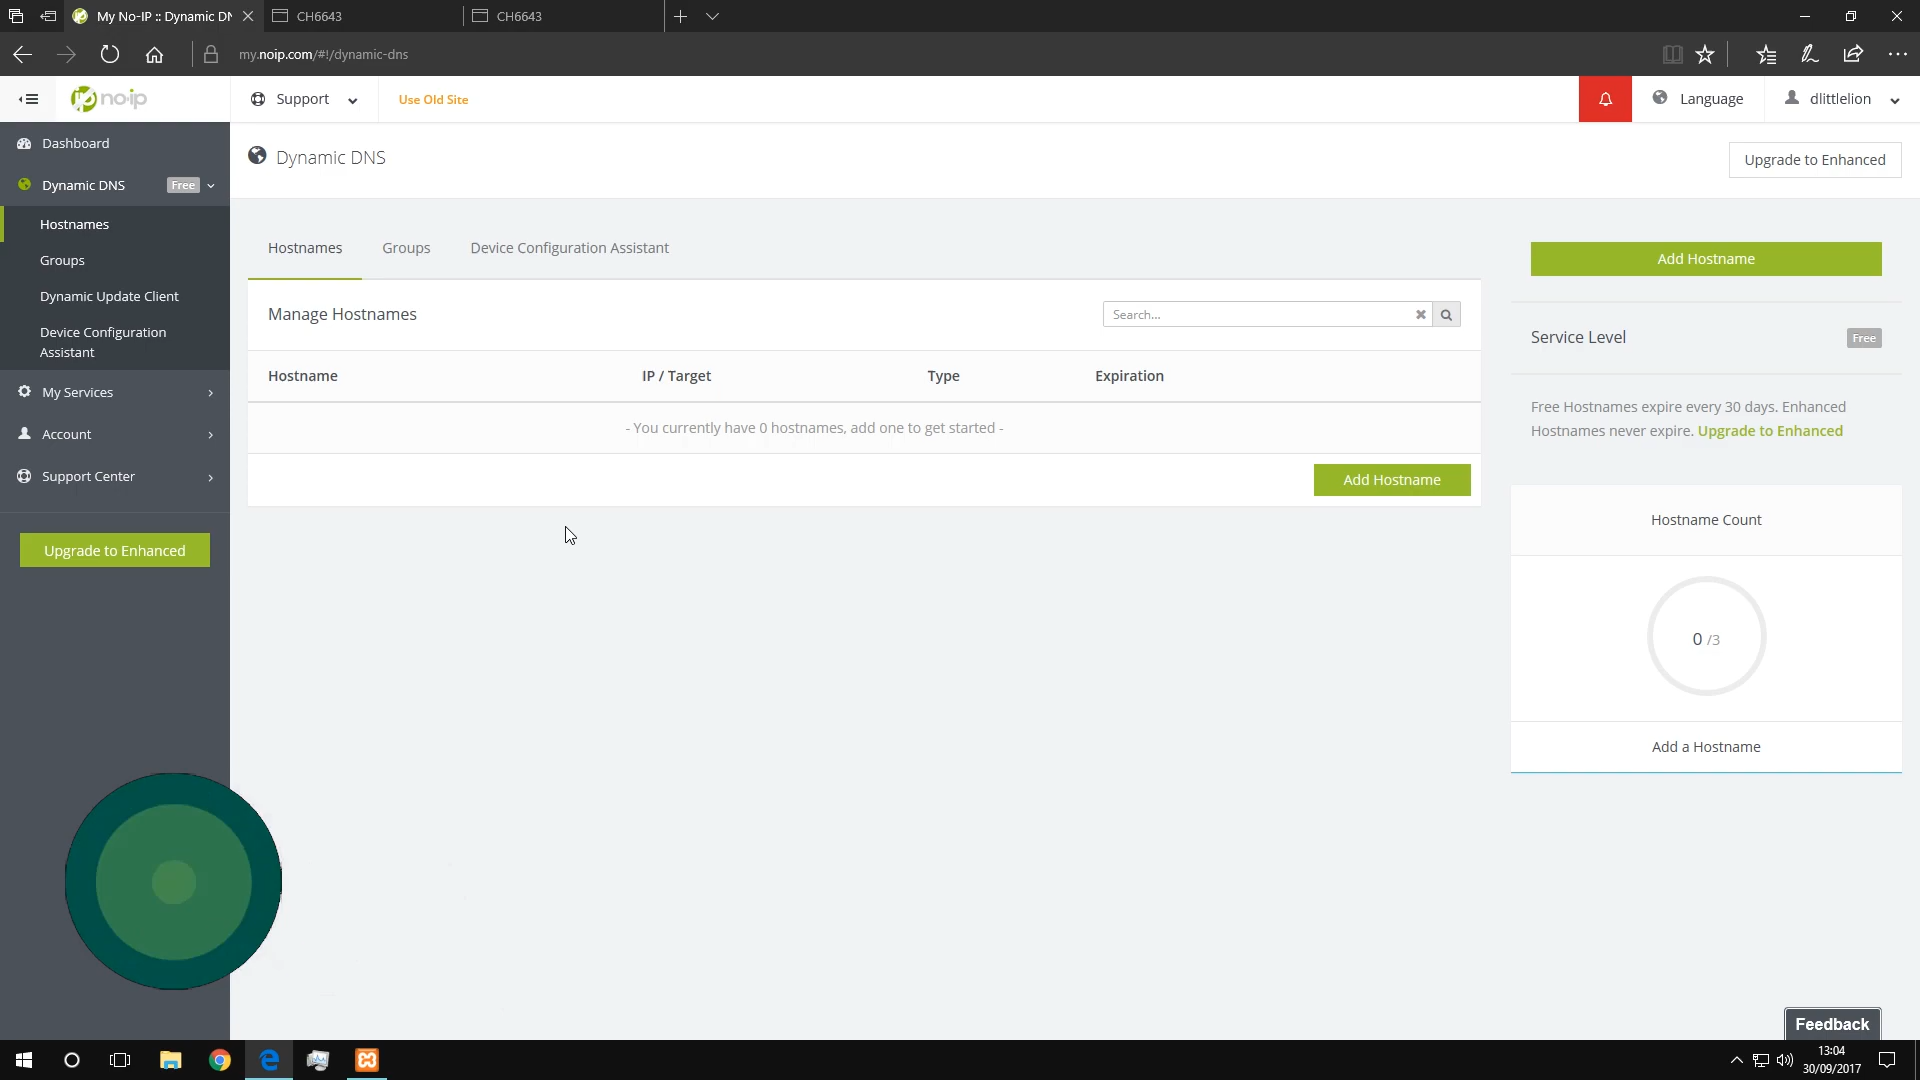 My No-IP :: Dynamic DN
CH6643
CH6643
my.noip.com/#!/dynamic-dns
no-ip
Support
Use Old Site
Language
dlittlelion
Dashboard
Dynamic DNS
Free
Hostnames
Groups
Dynamic Update Client
Device Configuration
Assistant
My Services
Account
Support Center
Upgrade to Enhanced
Dynamic DNS
Upgrade to Enhanced
Hostnames
Groups
Device Configuration Assistant
Manage Hostnames
Search...
Hostname
IP / Target
Type
Expiration
- You currently have 0 hostnames, add one to get started -
Add Hostname
Add Hostname
Service Level
Free
Free Hostnames expire every 30 days. Enhanced
Hostnames never expire. Upgrade to Enhanced
Hostname Count
0 /3
Add a Hostname
Feedback
13:04
30/09/2017